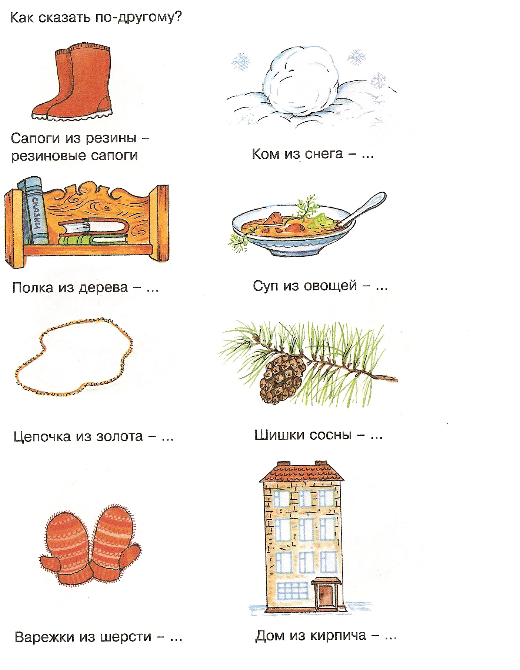 Как сказать по-другому?
Сапоги из резины –
резиновые сапоги
Ком из снега – ...
СКАЗКИ
Полка из дерева – ...
Суп из овощей – ...
Цепочка из золота – ...
Шишки сосны – ...
Варежки из шерсти – ...
Дом из кирпича – ...